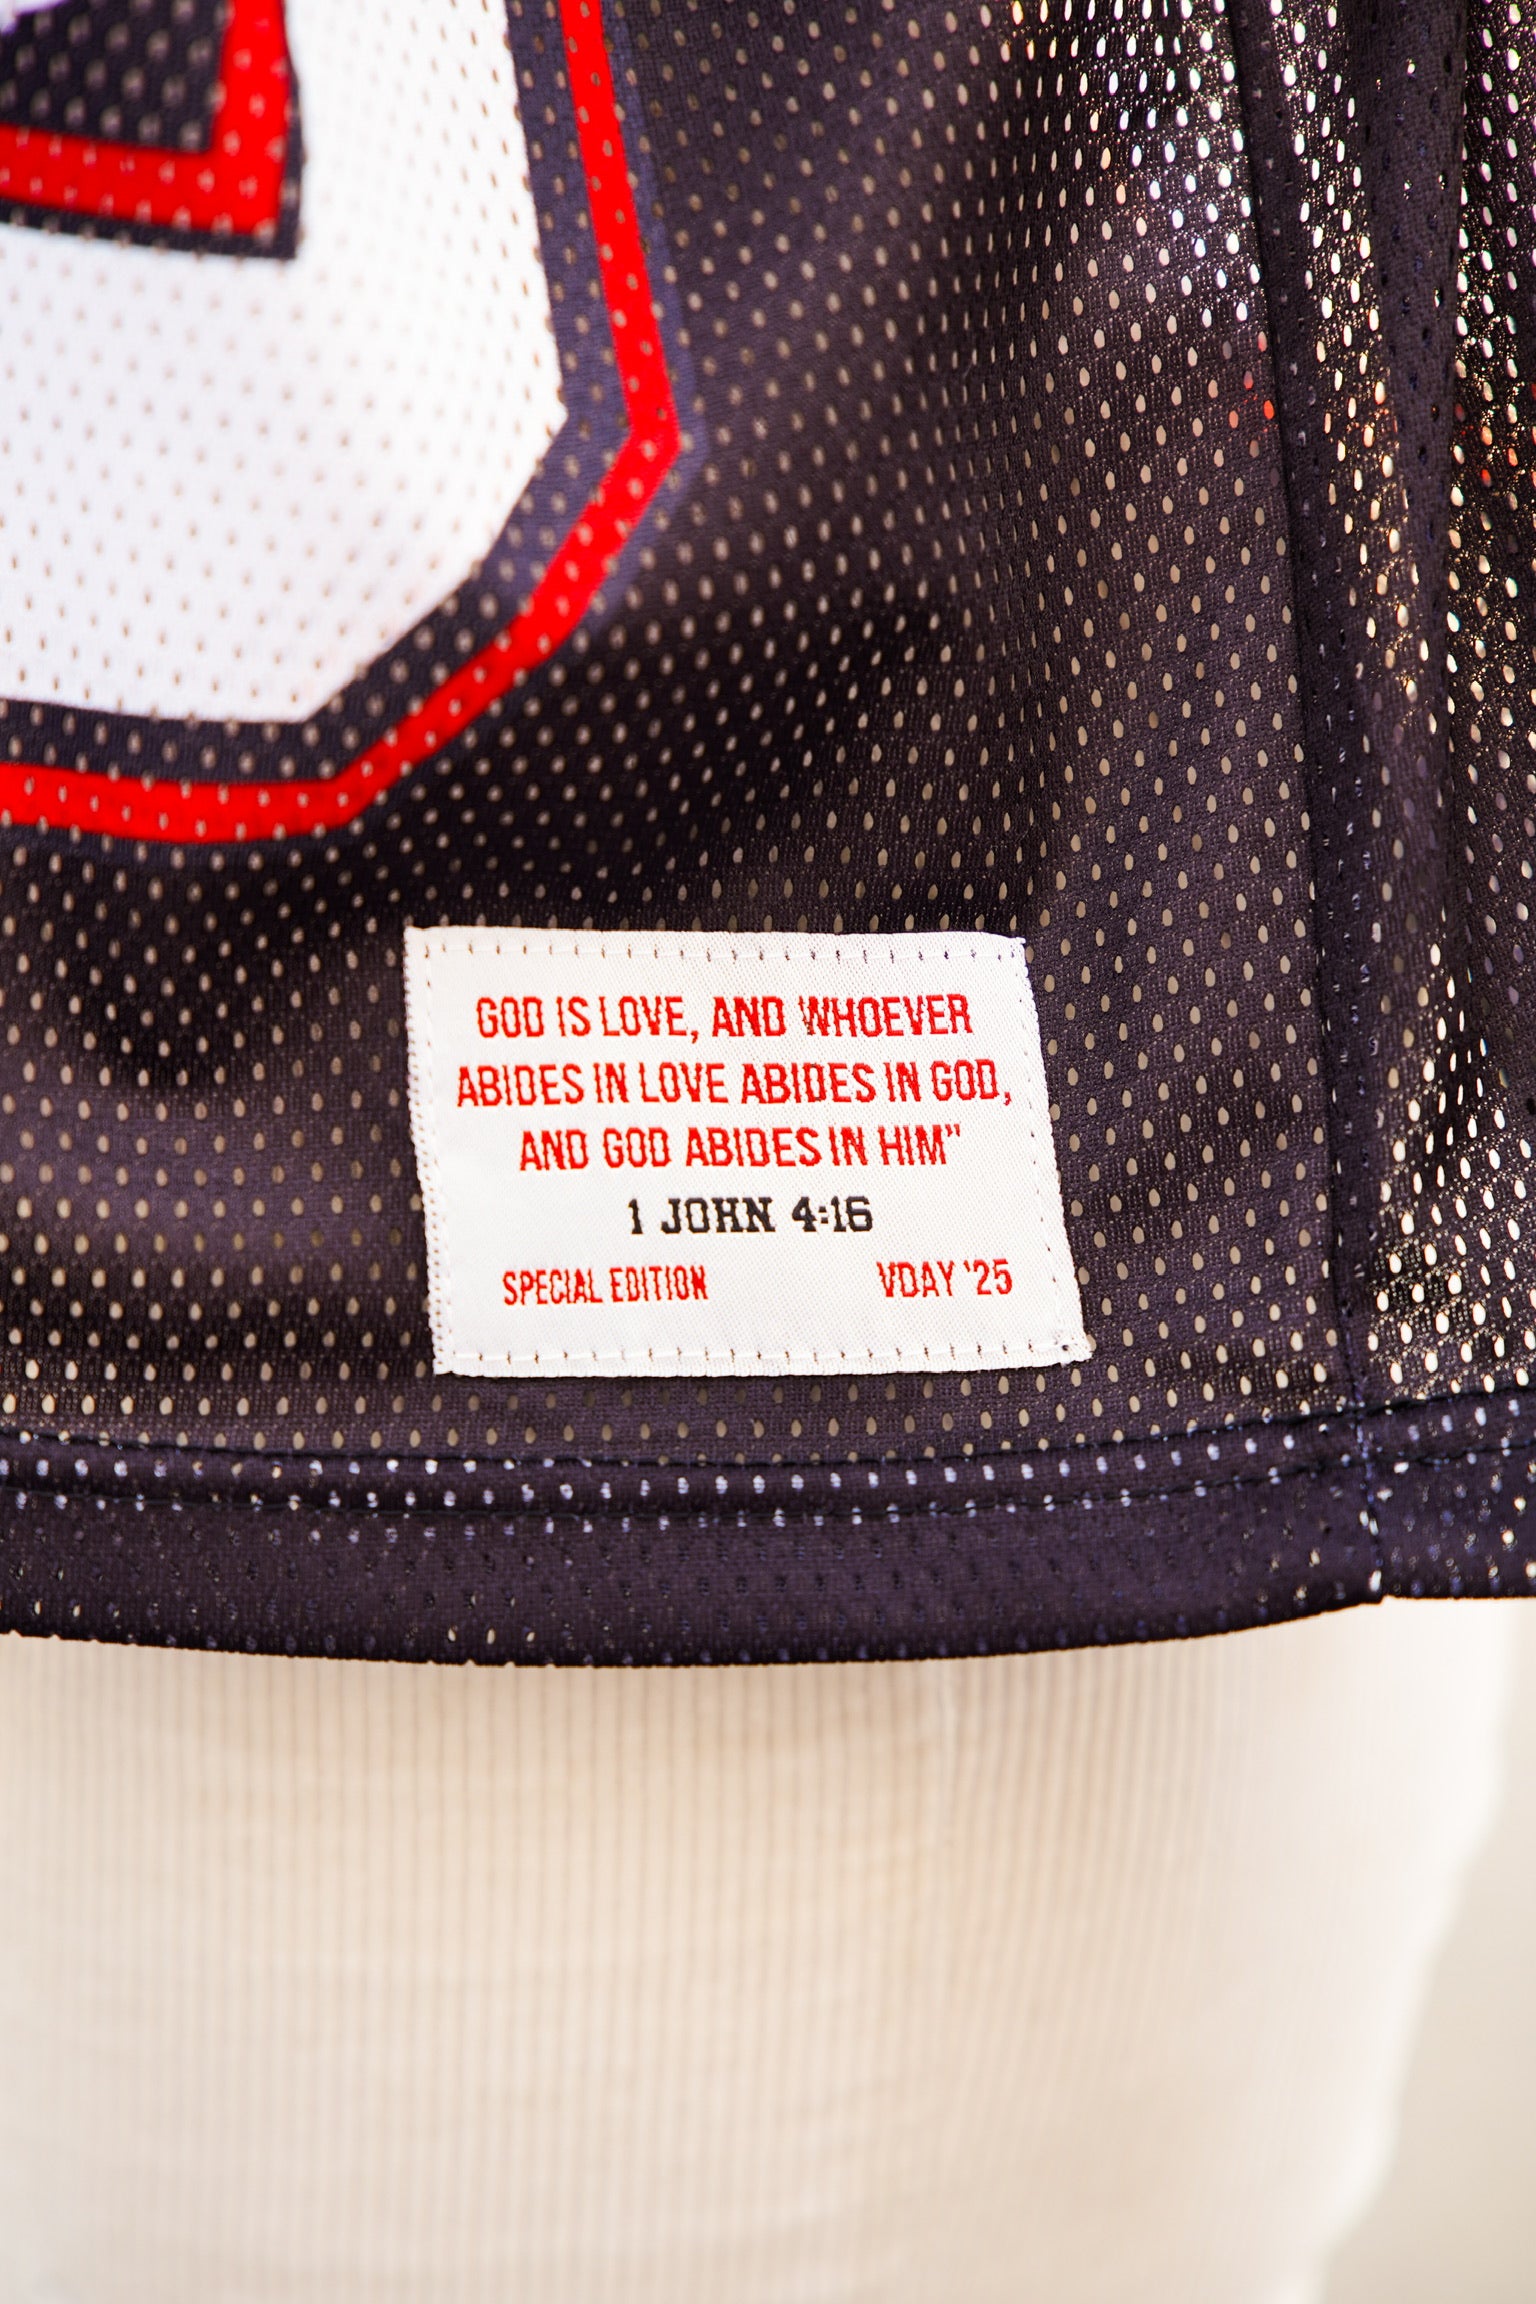 GOD IS LOVE, AND WHOEVER
ABIDES IN LOVE ABIDES IN GOD,
AND GOD ABIDES IN HIM"
1 JOHN 4:16
SPECIAL EDITION VDAY '25